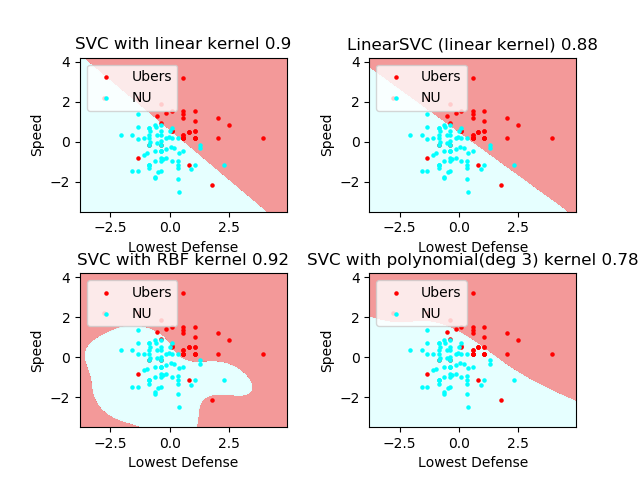 SVC with linear kernel 0.9
LinearSVC (linear kernel) 0.88
4
2
0
−2
Speed
Ubers
NU
−2.5
0.0
2.5
Lowest Defense
4
2
0
−2
Speed
Ubers
NU
−2.5
0.0
2.5
Lowest Defense
SVC with RBF kernel 0.92
SVC with polynomial(deg 3) kernel 0.78
4
2
0
−2
Speed
Ubers
NU
−2.5
0.0
2.5
Lowest Defense
4
2
0
−2
Speed
Ubers
NU
−2.5
0.0
2.5
Lowest Defense